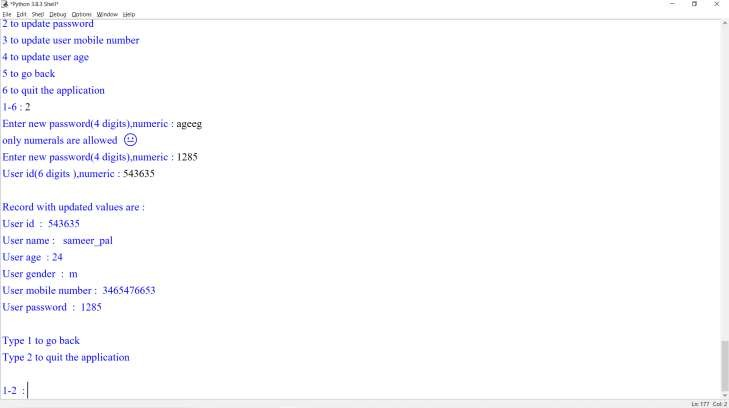 *Python 3.8.3 Shell*
File Edit Shell Debug Options Window Help
2 to update password
3 to update user mobile number
4 to update user age
5 to go back
6 to quit the application
1-6 : 2
Enter new password(4 digits),numeric : ageeg
only numerals are allowed 😐
Enter new password(4 digits),numeric : 1285
User id(6 digits ),numeric : 543635
Record with updated values are :
User id : 543635
User name : sameer_pal
User age : 24
User gender : m
User mobile number : 3465476653
User password : 1285
Type 1 to go back
Type 2 to quit the application
1-2 :
Ln: 177 Col: 2